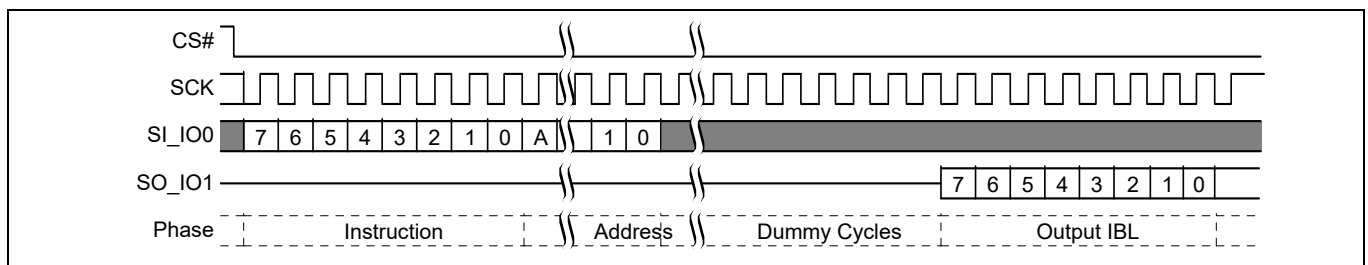 CS#
SCK
SI_IO0 7 6 5 4 3 2 1 0 A 1 0
SO_IO1 7 6 5 4 3 2 1 0
Phase Instruction Address Dummy Cycles Output IBL